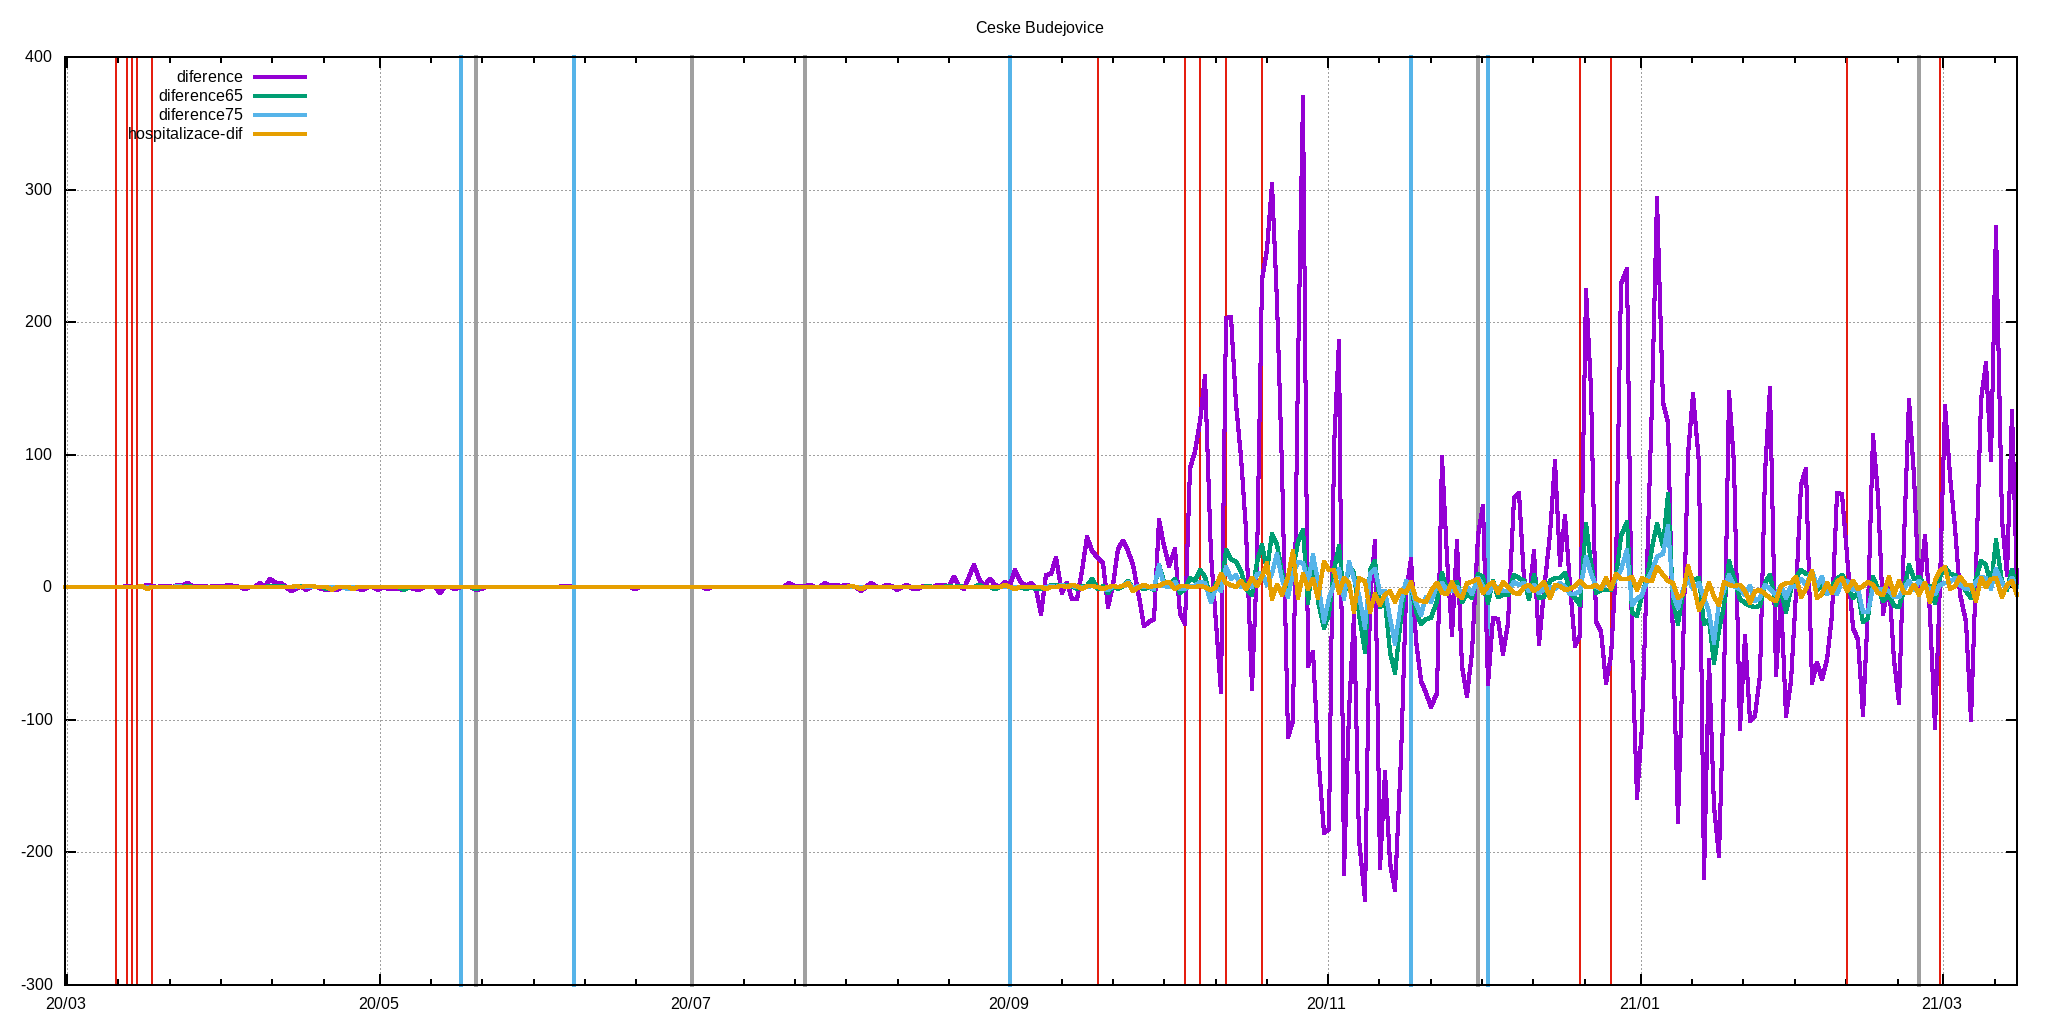 Ceske Budejovice
400
diference
diference65
diference75
hospitalizace-dif
300
200
100
0
-100
-200
-300
20/03 20/05 20/07 20/09 20/11 21/01 21/03